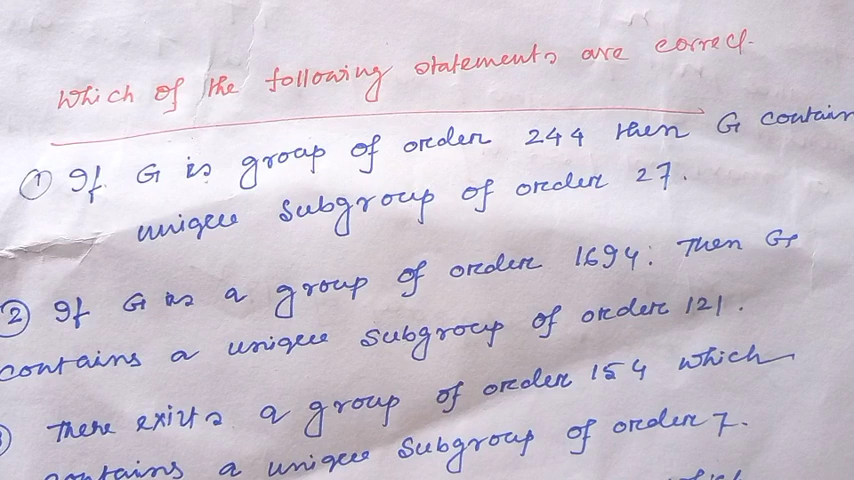 Which of the following statements are correct.
① If G is group of order 244 then G contain
unique subgroup of order 27.
② If G is a group of order 1694: Then G
contains a unique subgroup of order 121.
There exists a group of order 154 which
contains a unique subgroup of order 7.